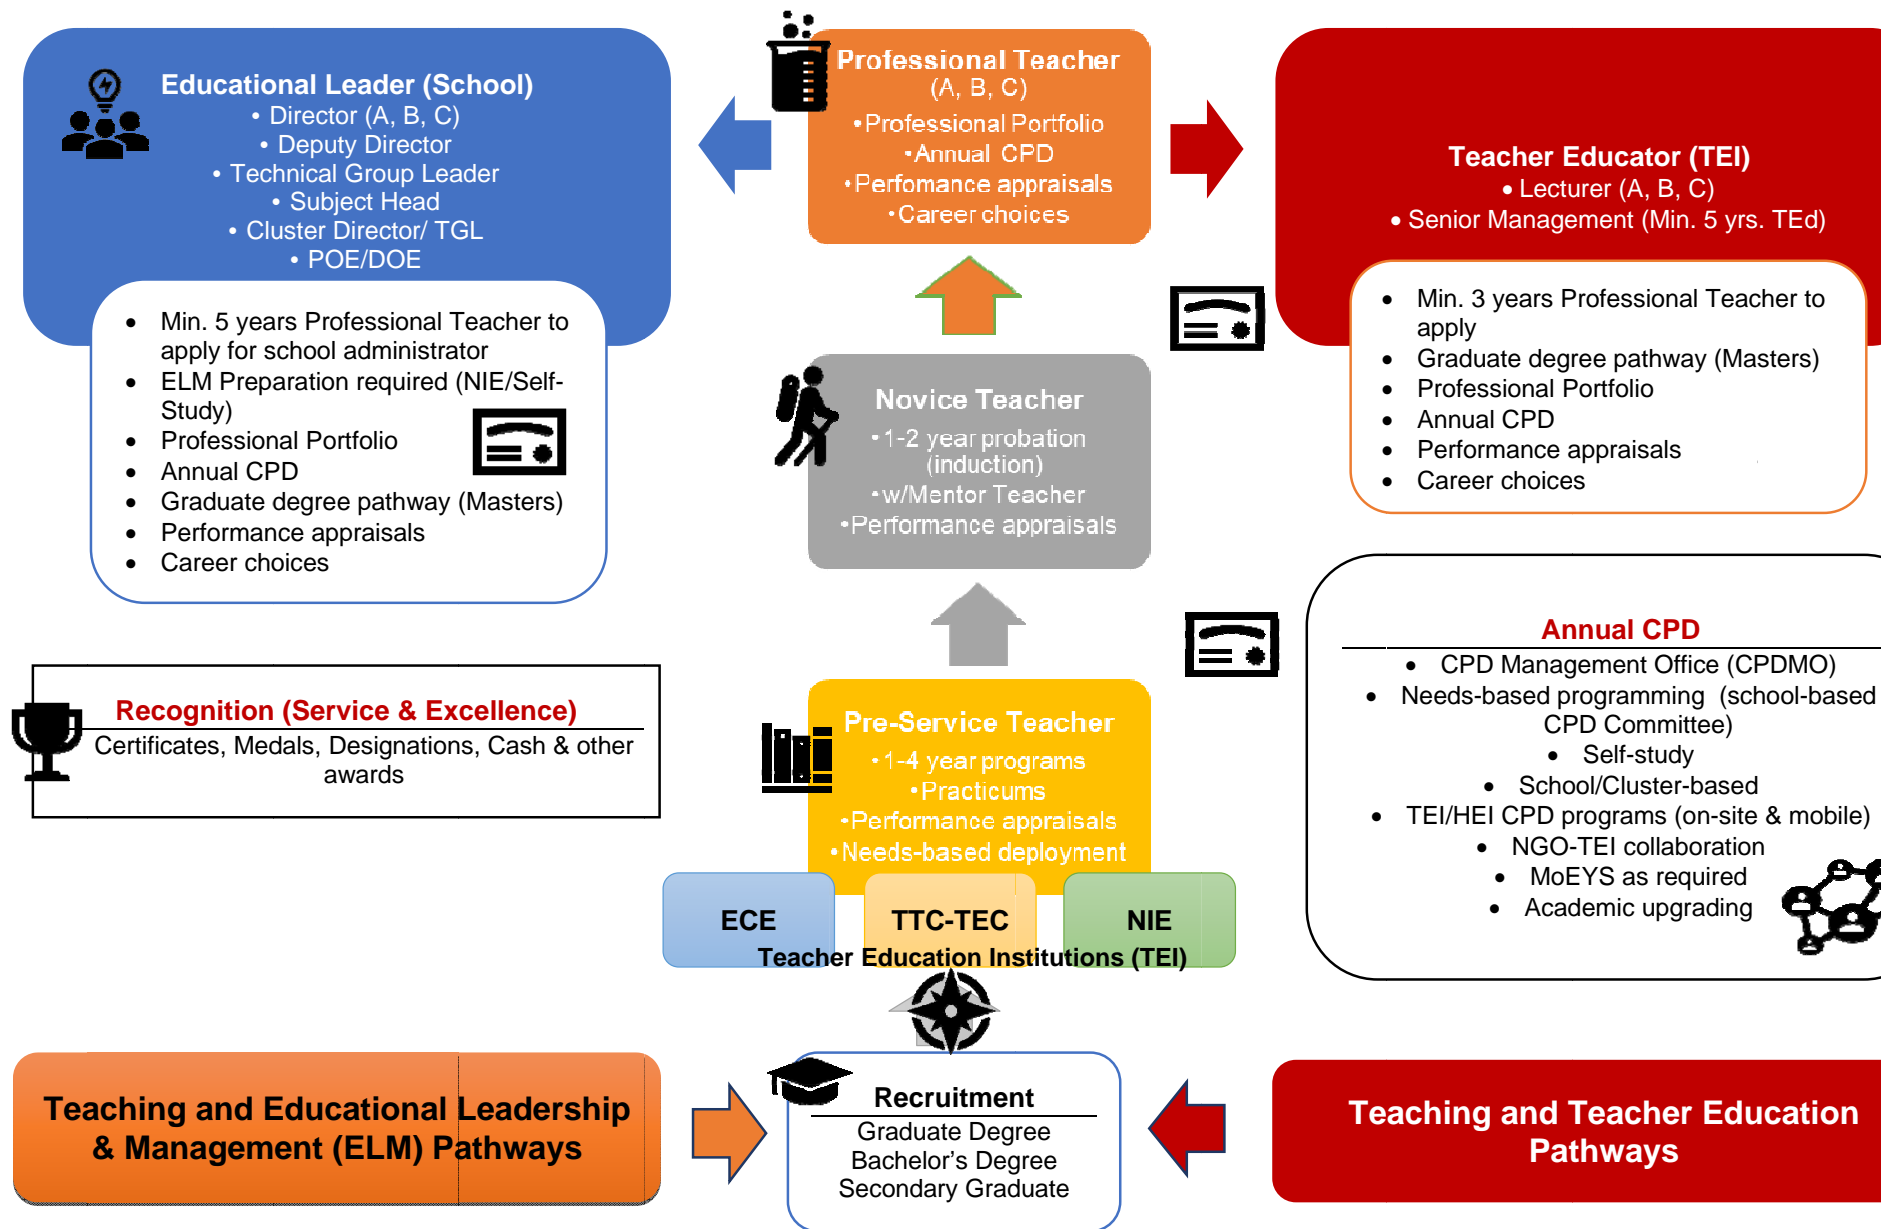 Educational Leader (School)
• Director (A, B, C)
• Deputy Director
• Technical Group Leader
• Subject Head
• Cluster Director/ TGL
• POE/DOE
• Min. 5 years Professional Teacher to
apply for school administrator
• ELM Preparation required (NIE/Self-
Study)
• Professional Portfolio
• Annual CPD
• Graduate degree pathway (Masters)
• Performance appraisals
• Career choices
Professional Teacher
(A, B, C)
•Professional Portfolio
•Annual CPD
•Perfomance appraisals
•Career choices
Teacher Educator (TEI)
• Lecturer (A, B, C)
• Senior Management (Min. 5 yrs. TEd)
• Min. 3 years Professional Teacher to
apply
• Graduate degree pathway (Masters)
• Professional Portfolio
• Annual CPD
• Performance appraisals
• Career choices
Novice Teacher
•1-2 year probation
(induction)
•w/Mentor Teacher
•Performance appraisals
Recognition (Service & Excellence)
Certificates, Medals, Designations, Cash & other
awards
Pre-Service Teacher
•1-4 year programs
•Practicums
•Performance appraisals
•Needs-based deployment
ECE
TTC-TEC
NIE
Teacher Education Institutions (TEI)
Annual CPD
• CPD Management Office (CPDMO)
• Needs-based programming (school-based
CPD Committee)
• Self-study
• School/Cluster-based
• TEI/HEI CPD programs (on-site & mobile)
• NGO-TEI collaboration
• MoEYS as required
• Academic upgrading
Teaching and Educational Leadership
& Management (ELM) Pathways
Recruitment
Graduate Degree
Bachelor's Degree
Secondary Graduate
Teaching and Teacher Education
Pathways